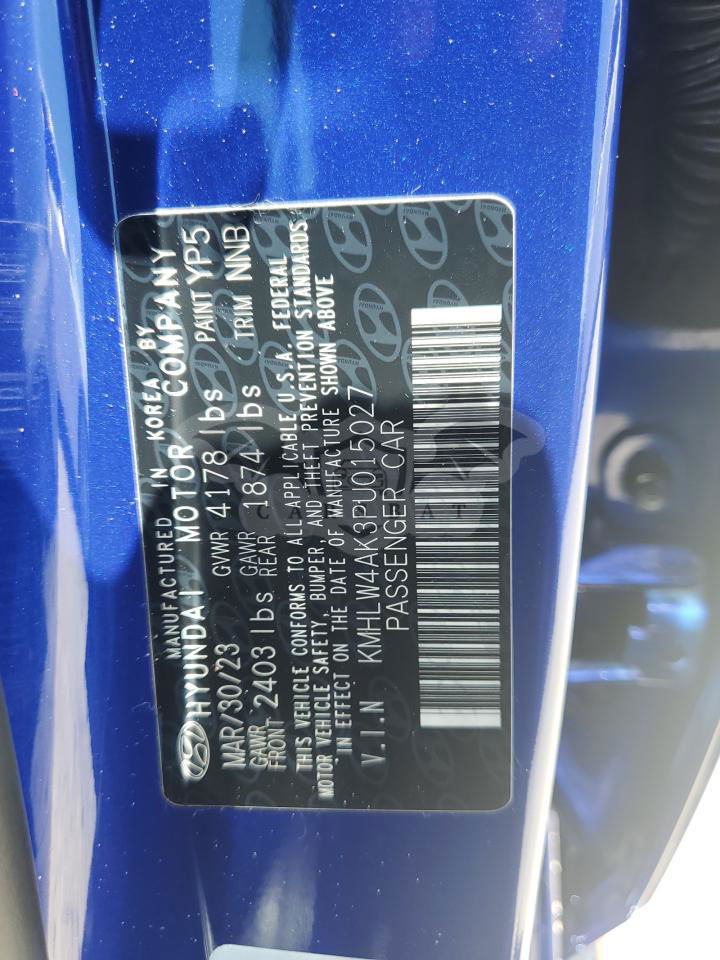 MANUFACTURED IN KOREA BY
HYUNDAI MOTOR COMPANY
MAR/30/23 GVWR 4178 lbs PAINT YP5
GAWR FRONT 2403 lbs GAWR REAR 1874 lbs TRIM NNB
THIS VEHICLE CONFORMS TO ALL APPLICABLE U.S.A. FEDERAL
MOTOR VEHICLE SAFETY, BUMPER, AND THEFT PREVENTION STANDARDS
IN EFFECT ON THE DATE OF MANUFACTURE SHOWN ABOVE
V.I.N KMHLW4AK3PU015027
PASSENGER CAR